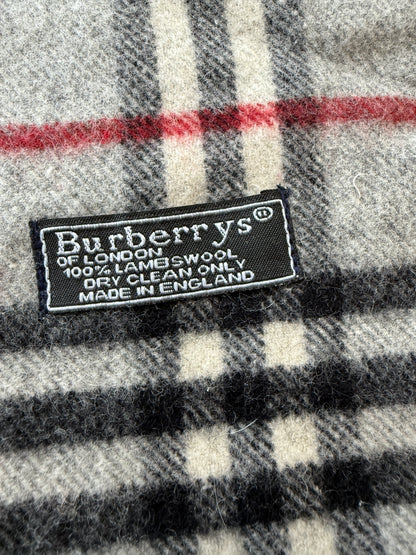 Burberrys®
OF LONDON
100% LAMBSWOOL
DRY CLEAN ONLY
MADE IN ENGLAND